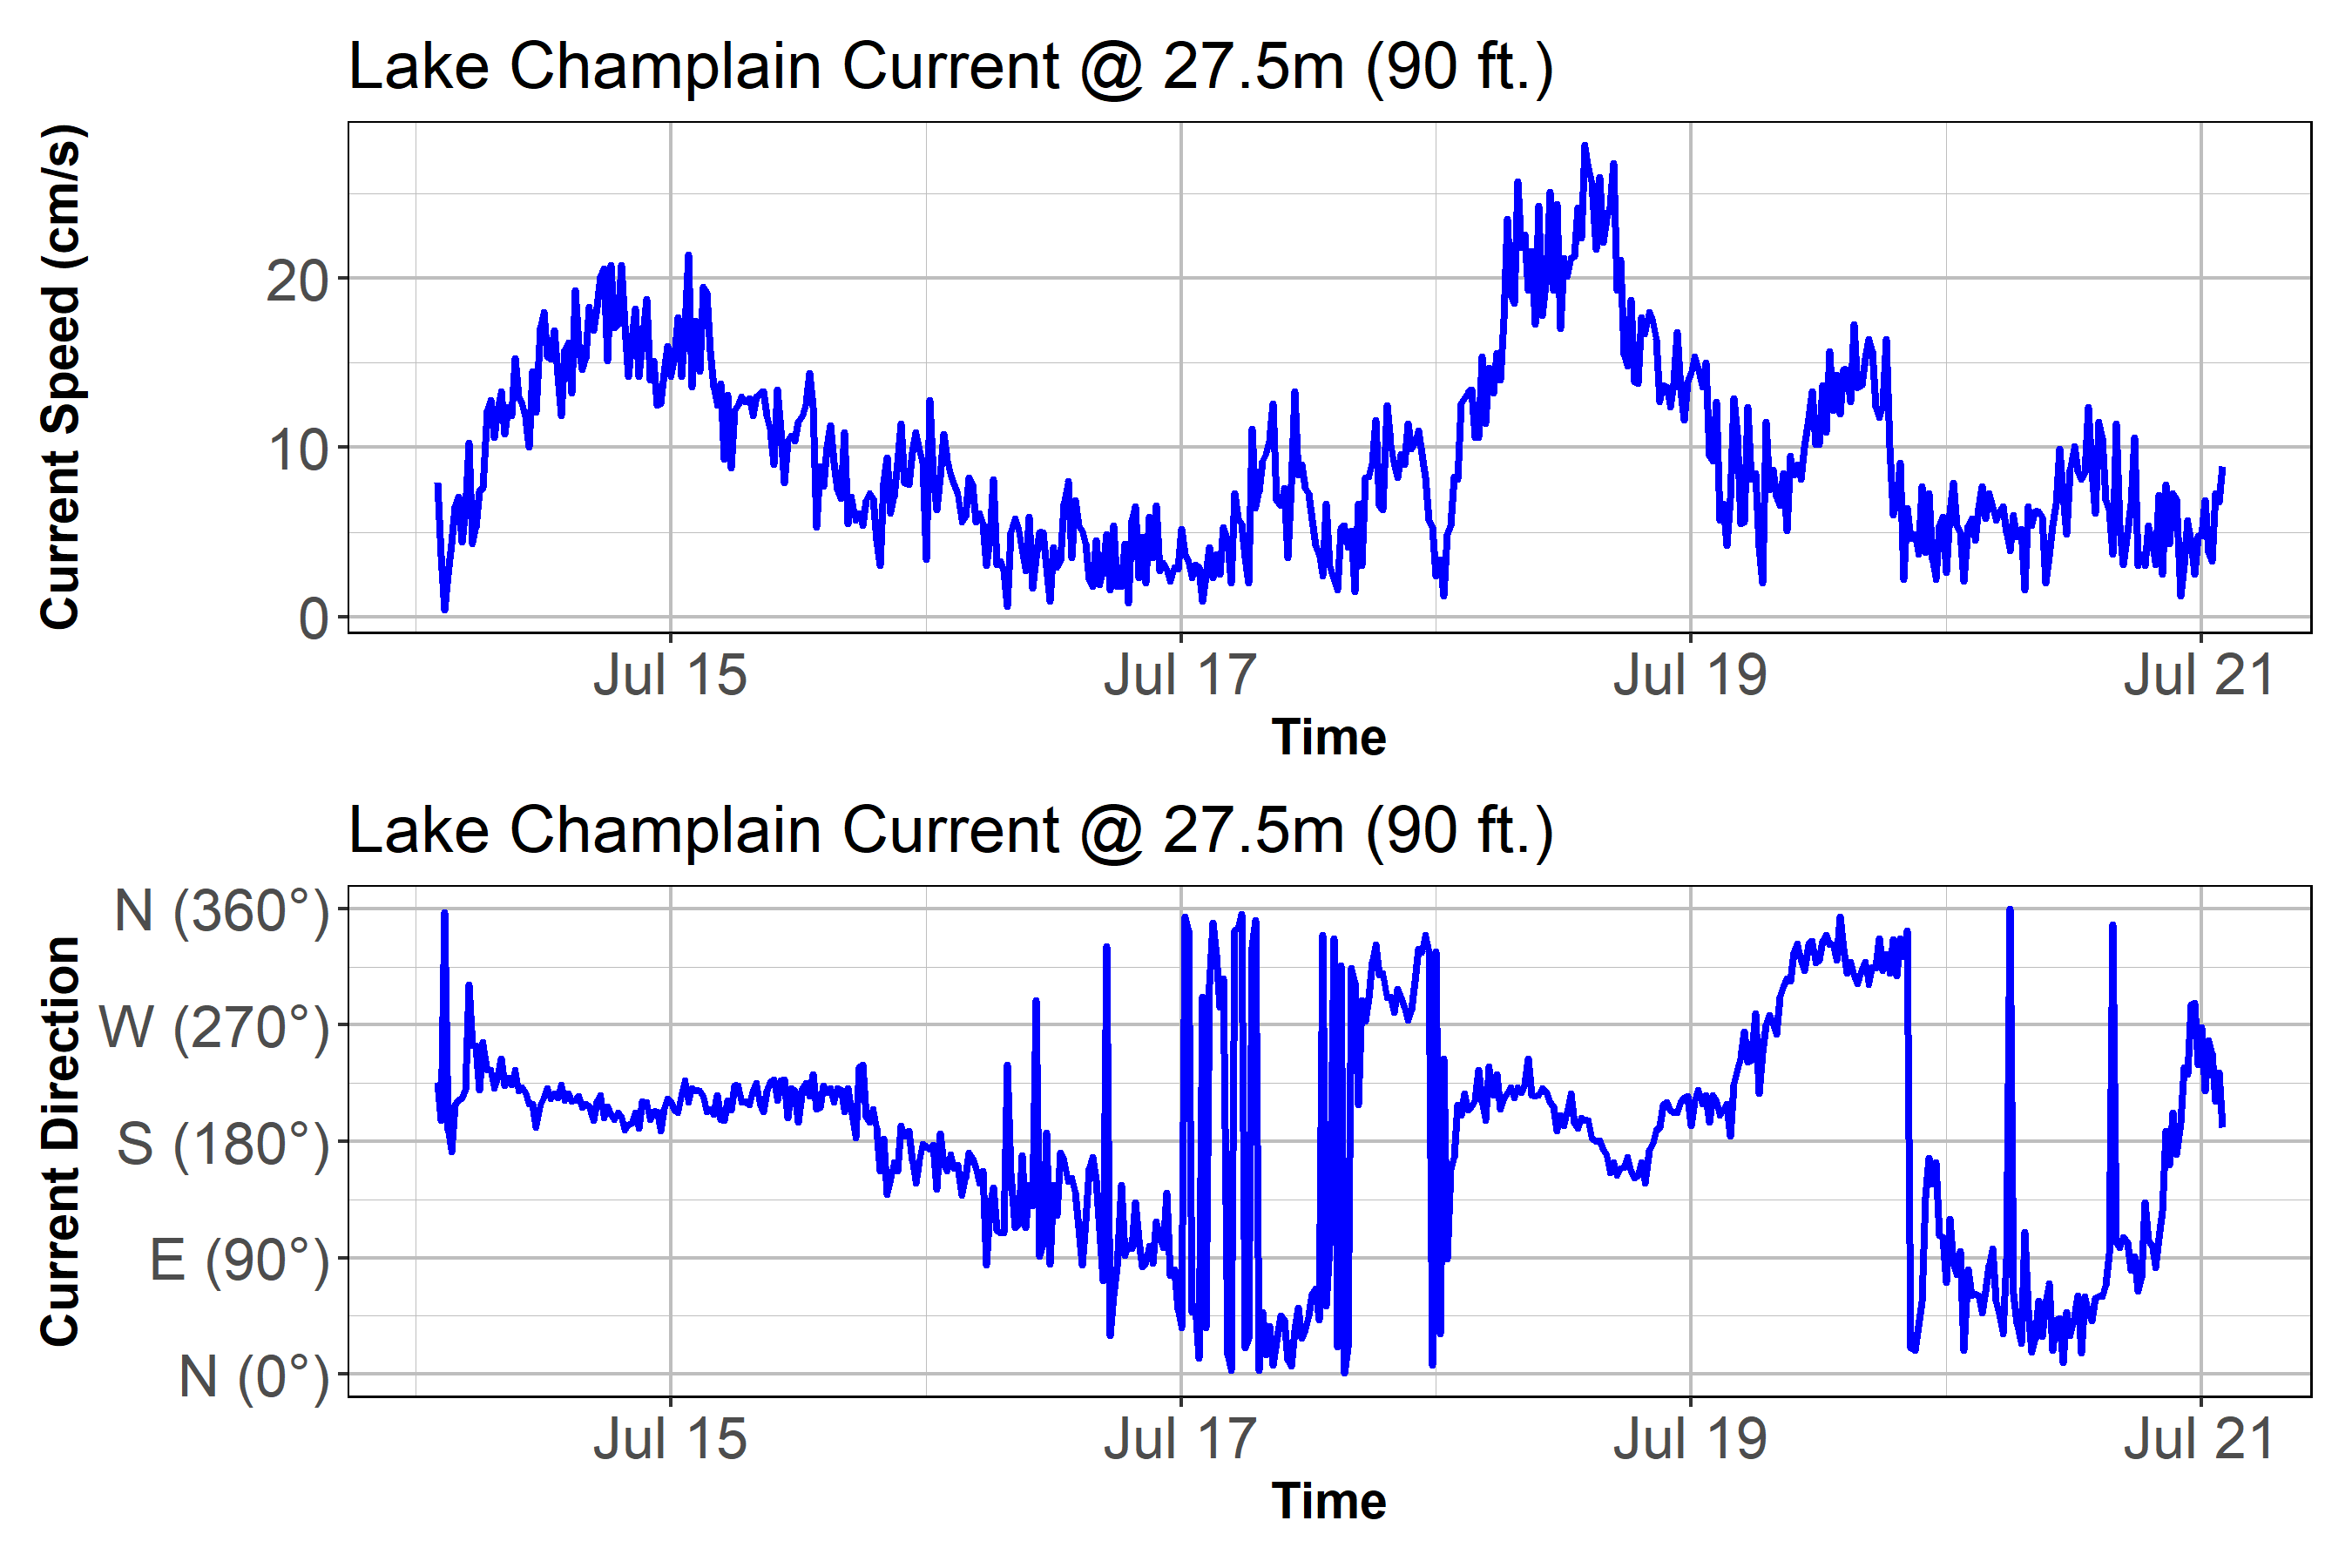 Lake Champlain Current @ 27.5m (90 ft.)
Current Speed (cm/s)
20
10
0
Jul 15 Jul 17 Jul 19 Jul 21
Time
Lake Champlain Current @ 27.5m (90 ft.)
Current Direction
N (360°)
W (270°)
S (180°)
E (90°)
N (0°)
Jul 15 Jul 17 Jul 19 Jul 21
Time